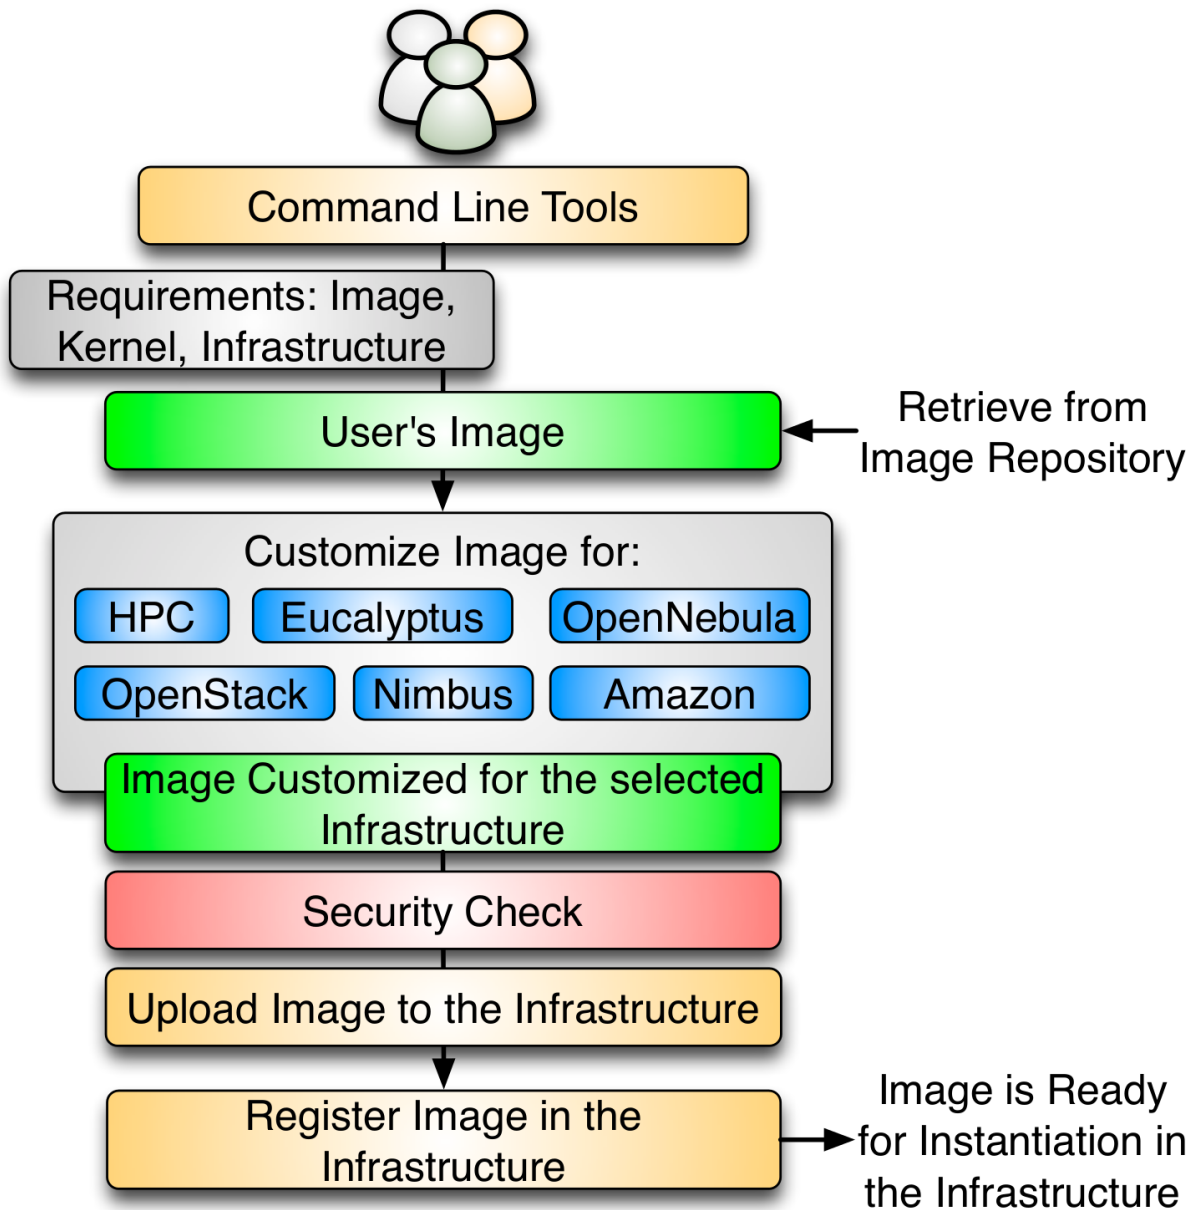 Command Line Tools
Requirements: Image,
Kernel, Infrastructure
User's Image
Retrieve from
Image Repository
Customize Image for:
HPC
Eucalyptus
OpenNebula
OpenStack
Nimbus
Amazon
Image Customized for the selected
Infrastructure
Security Check
Upload Image to the Infrastructure
Register Image in the
Infrastructure
Image is Ready
for Instantiation in
the Infrastructure